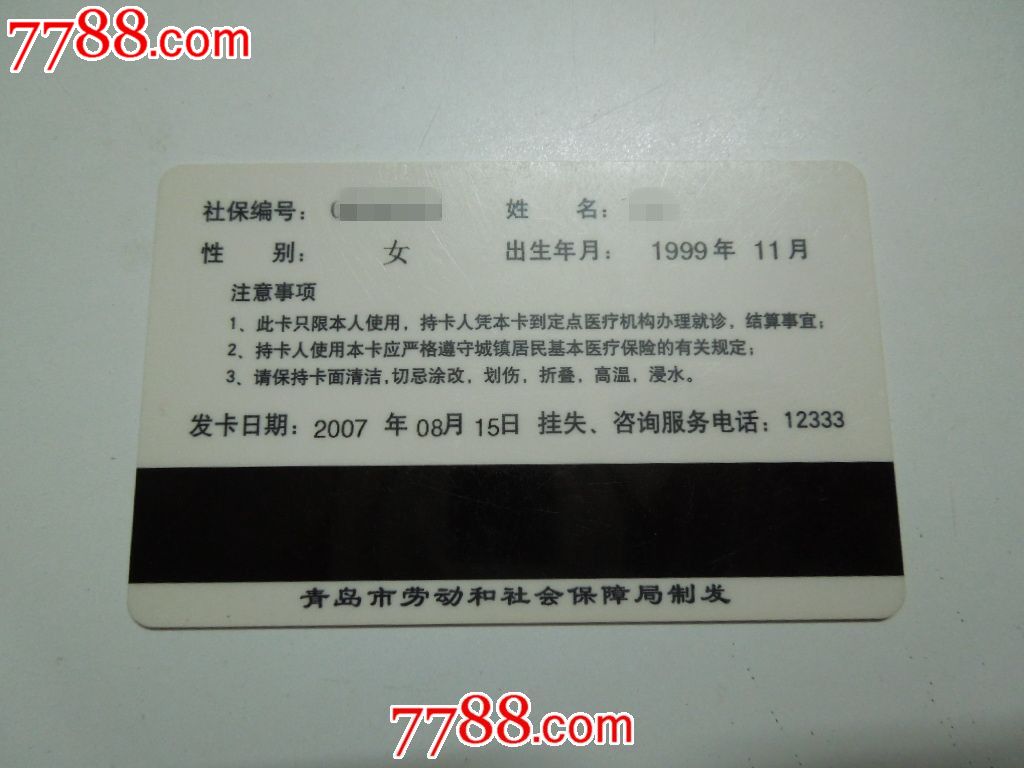 7788.com
社保编号: 姓 名:
性 别: 女 出生年月: 1999 年 11 月
注意事项
1、此卡只限本人使用，持卡人凭本卡到定点医疗机构办理就诊，结算事宜;
2、持卡人使用本卡应严格遵守城镇居民基本医疗保险的有关规定;
3、请保持卡面清洁,切忌涂改，划伤，折叠，高温，浸水。
发卡日期: 2007 年 08月 15日 挂失、咨询服务电话: 12333
青岛市劳动和社会保障局制发
7788.com